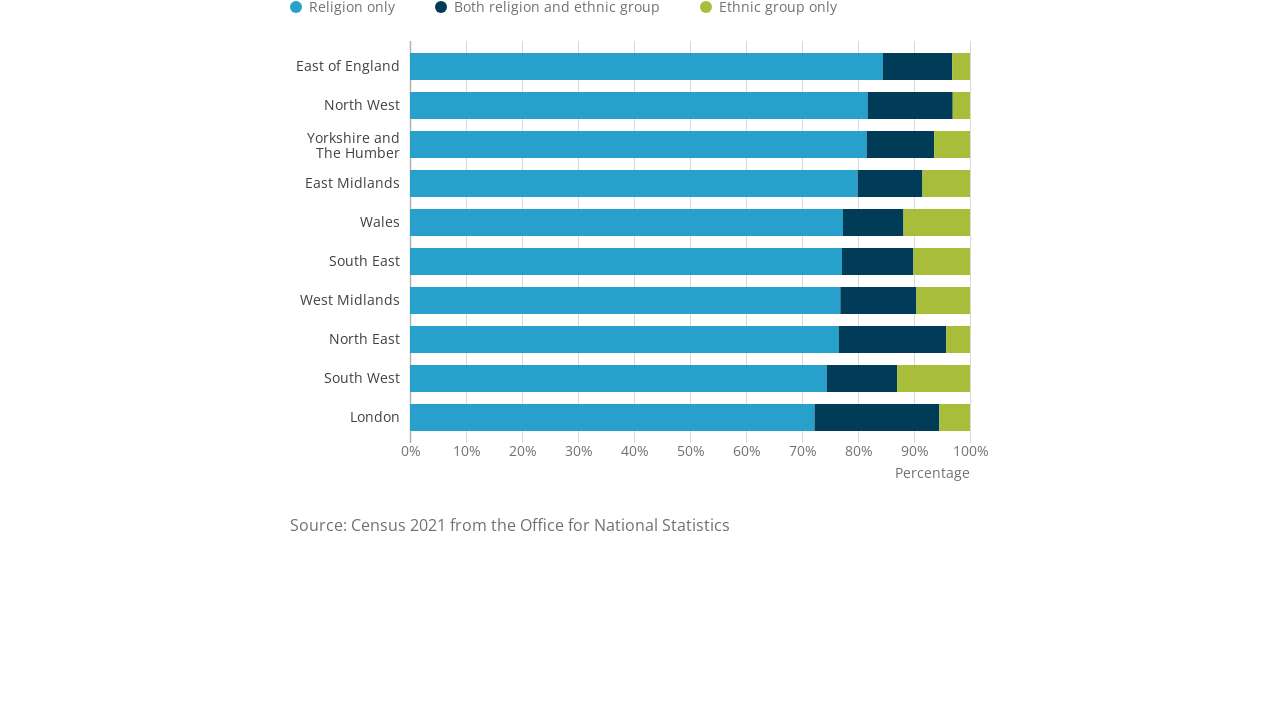 Religion only
Both religion and ethnic group
Ethnic group only
East of England
North West
Yorkshire and
The Humber
East Midlands
Wales
South East
West Midlands
North East
South West
London
0% 10% 20% 30% 40% 50% 60% 70% 80% 90% 100%
Percentage
Source: Census 2021 from the Office for National Statistics